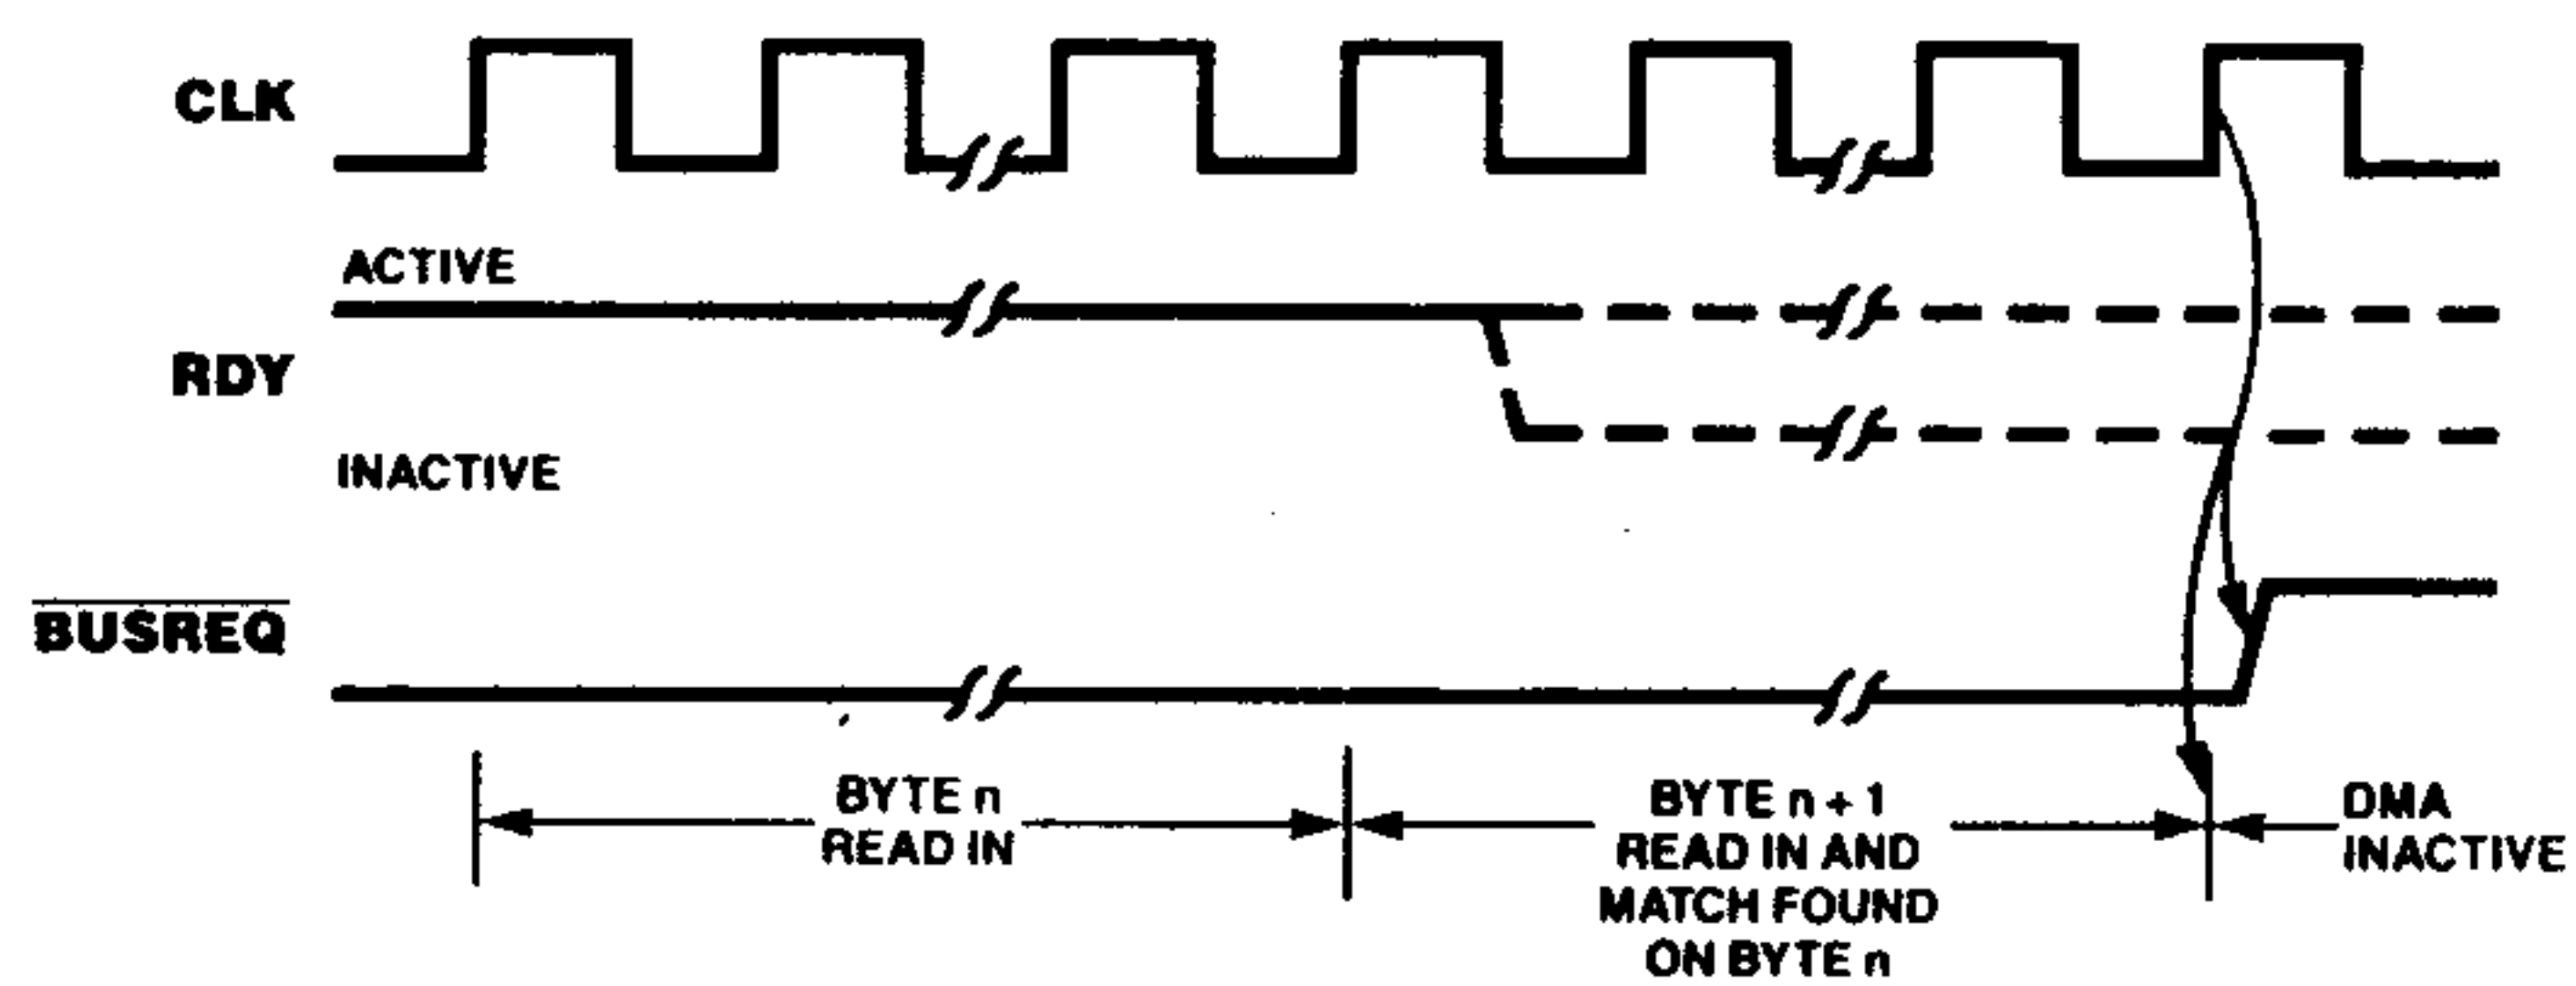 CLK
ACTIVE
RDY
INACTIVE
BUSREQ
BYTE n
READ IN
BYTE n + 1
READ IN AND
MATCH FOUND
ON BYTE n
DMA
INACTIVE